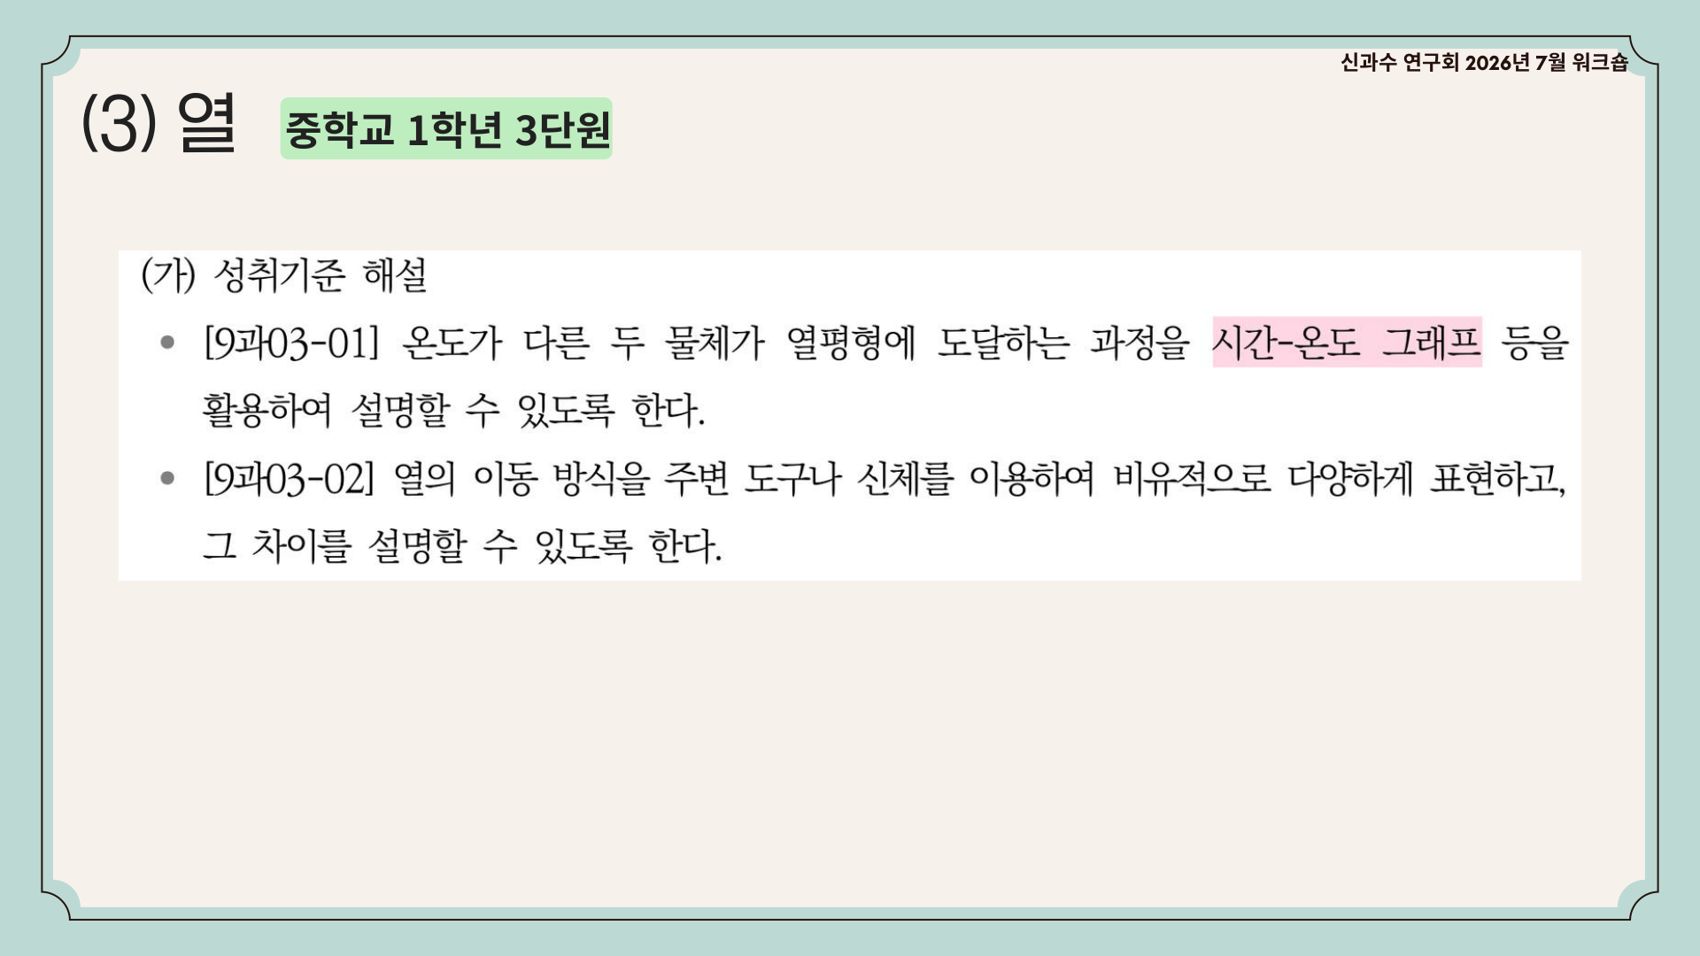 신과수 연구회 2026년 7월 워크숍
(3) 열 중학교 1학년 3단원
(가) 성취기준 해설
• [9과03-01] 온도가 다른 두 물체가 열평형에 도달하는 과정을 시간-온도 그래프 등을
활용하여 설명할 수 있도록 한다.
• [9과03-02] 열의 이동 방식을 주변 도구나 신체를 이용하여 비유적으로 다양하게 표현하고,
그 차이를 설명할 수 있도록 한다.